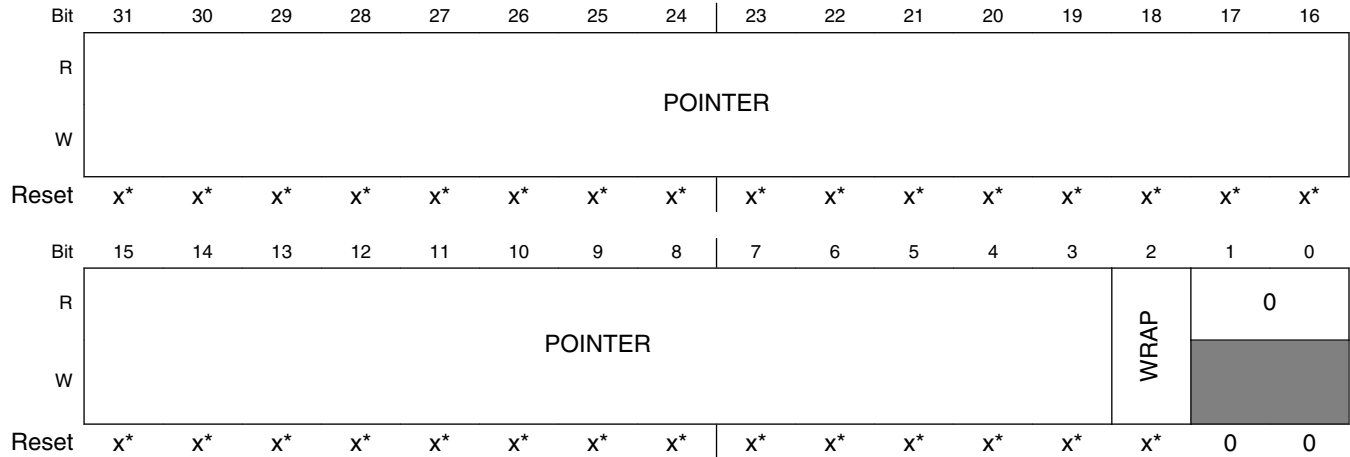 Bit 31 30 29 28 27 26 25 24 23 22 21 20 19 18 17 16
R
POINTER
W
Reset x* x* x* x* x* x* x* x* x* x* x* x* x* x* x* x*
Bit 15 14 13 12 11 10 9 8 7 6 5 4 3 2 1 0
R 0
POINTER WRAP
W
Reset x* x* x* x* x* x* x* x* x* x* x* x* x* x* 0 0